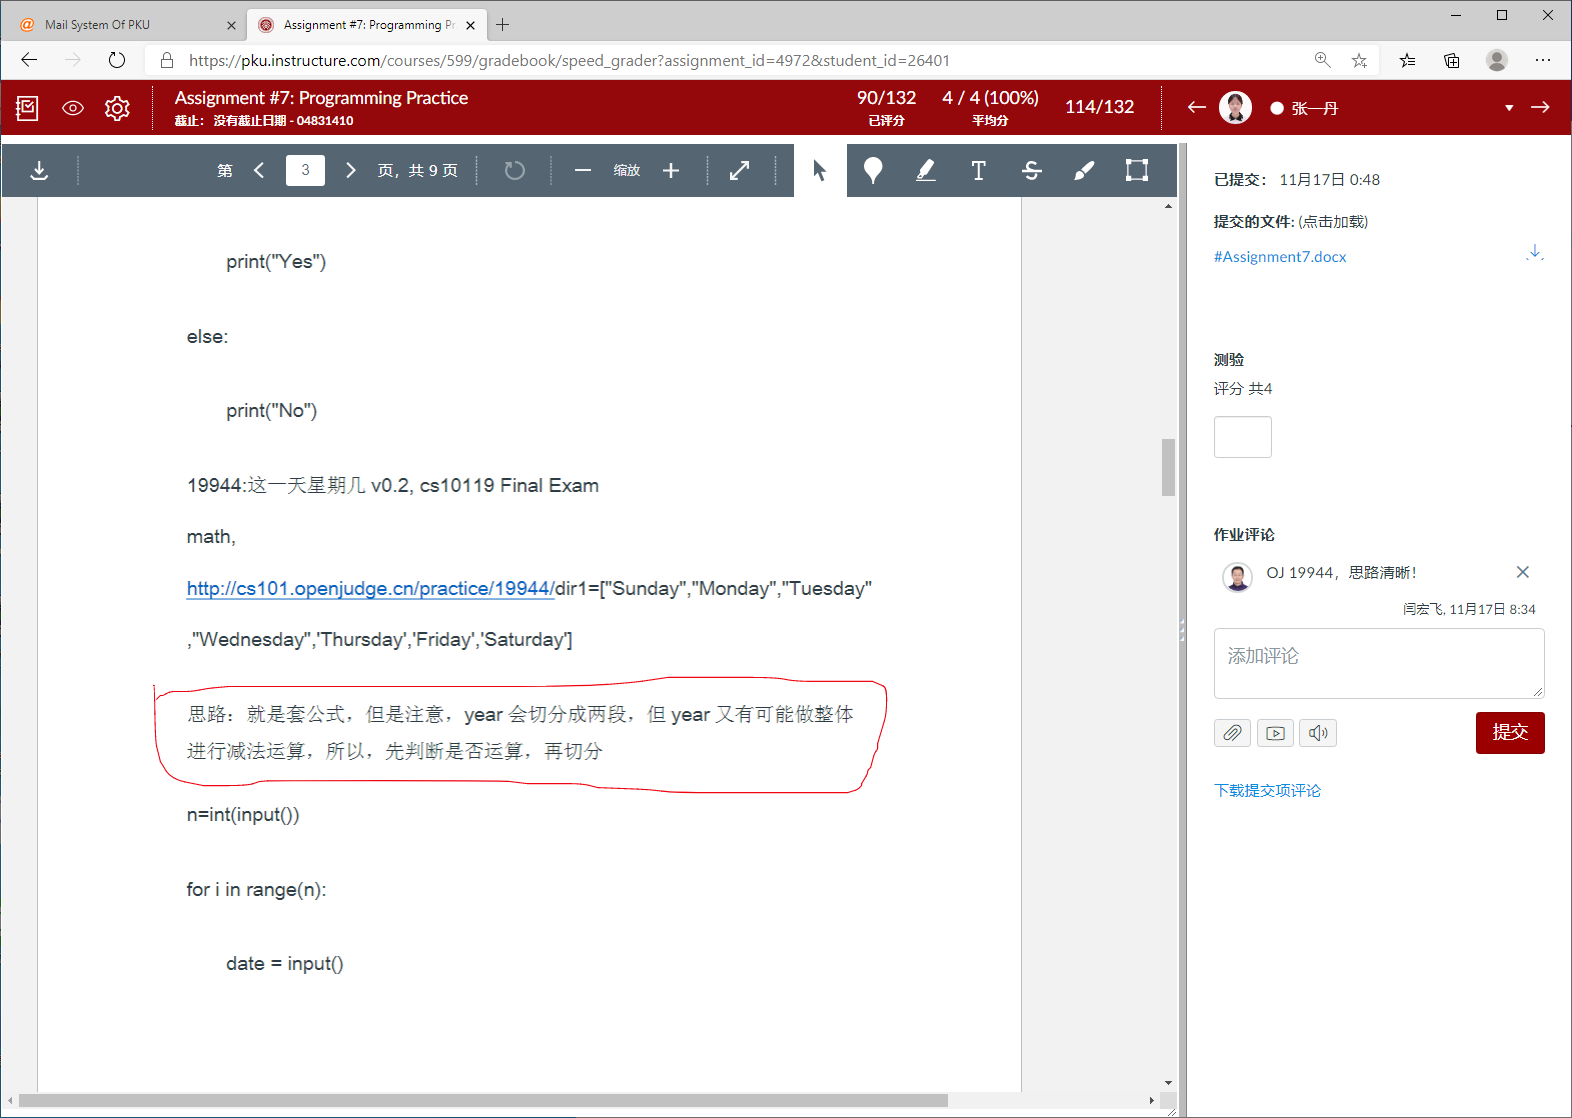 Mail System Of PKU
Assignment #7: Programming Pr
https://pku.instructure.com/courses/599/gradebook/speed_grader?assignment_id=4972&student_id=26401
Assignment #7: Programming Practice
截止： 没有截止日期 - 04831410
90/132
已评分
4 / 4 (100%)
平均分
114/132
张一丹
第 3 页，共 9 页
缩放
print("Yes")
else:
print("No")
19944:这一天星期几 v0.2, cs10119 Final Exam
math,
http://cs101.openjudge.cn/practice/19944/dir1=["Sunday","Monday","Tuesday"
,"Wednesday",'Thursday','Friday','Saturday']
思路：就是套公式，但是注意，year 会切分成两段，但 year 又有可能做整体
进行减法运算，所以，先判断是否运算，再切分
n=int(input())
for i in range(n):
date = input()
已提交： 11月17日 0:48
提交的文件: (点击加载)
#Assignment7.docx
测验
评分 共4
作业评论
OJ 19944，思路清晰！
闫宏飞, 11月17日 8:34
添加评论
提交
下载提交项评论